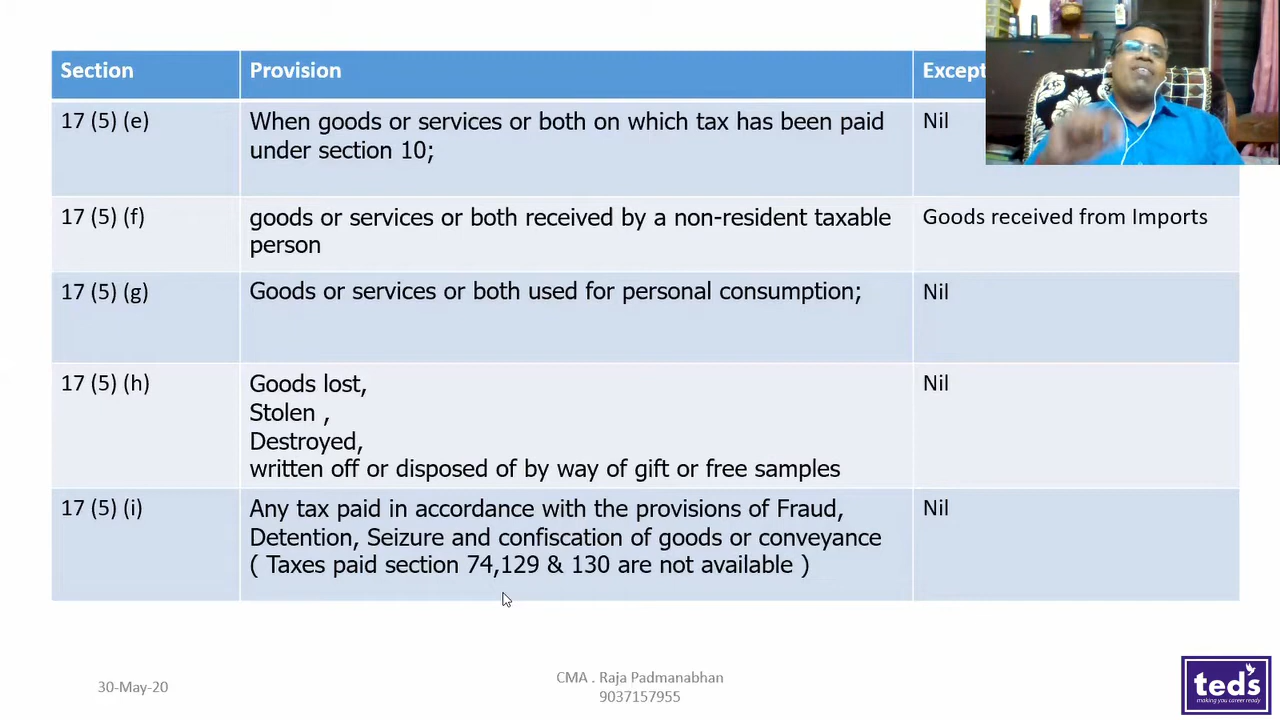 Section Provision Except
17 (5) (e) When goods or services or both on which tax has been paid Nil
under section 10;
17 (5) (f) goods or services or both received by a non-resident taxable Goods received from Imports
person
17 (5) (g) Goods or services or both used for personal consumption; Nil
17 (5) (h) Goods lost, Nil
Stolen ,
Destroyed,
written off or disposed of by way of gift or free samples
17 (5) (i) Any tax paid in accordance with the provisions of Fraud, Nil
Detention, Seizure and confiscation of goods or conveyance
( Taxes paid section 74,129 & 130 are not available )
30-May-20
CMA . Raja Padmanabhan
9037157955
ted's
making you career ready